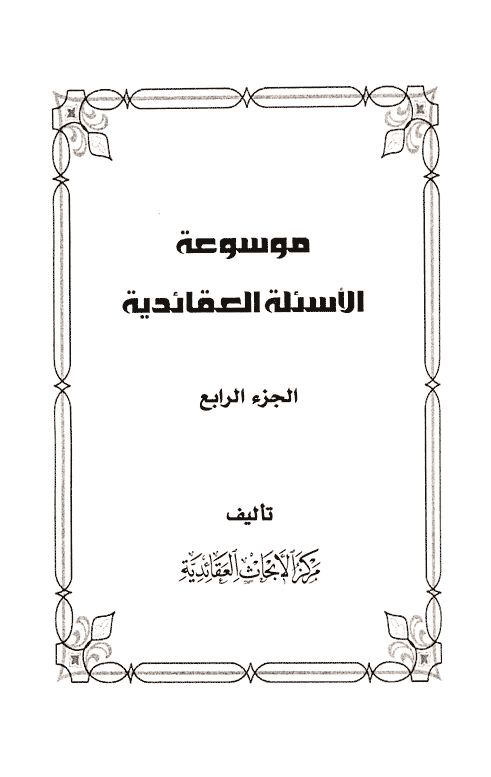 موسوعة
الأسئلة العقائدية
الجزء الرابع
تأليف
مركز الأبحاث العقائدية